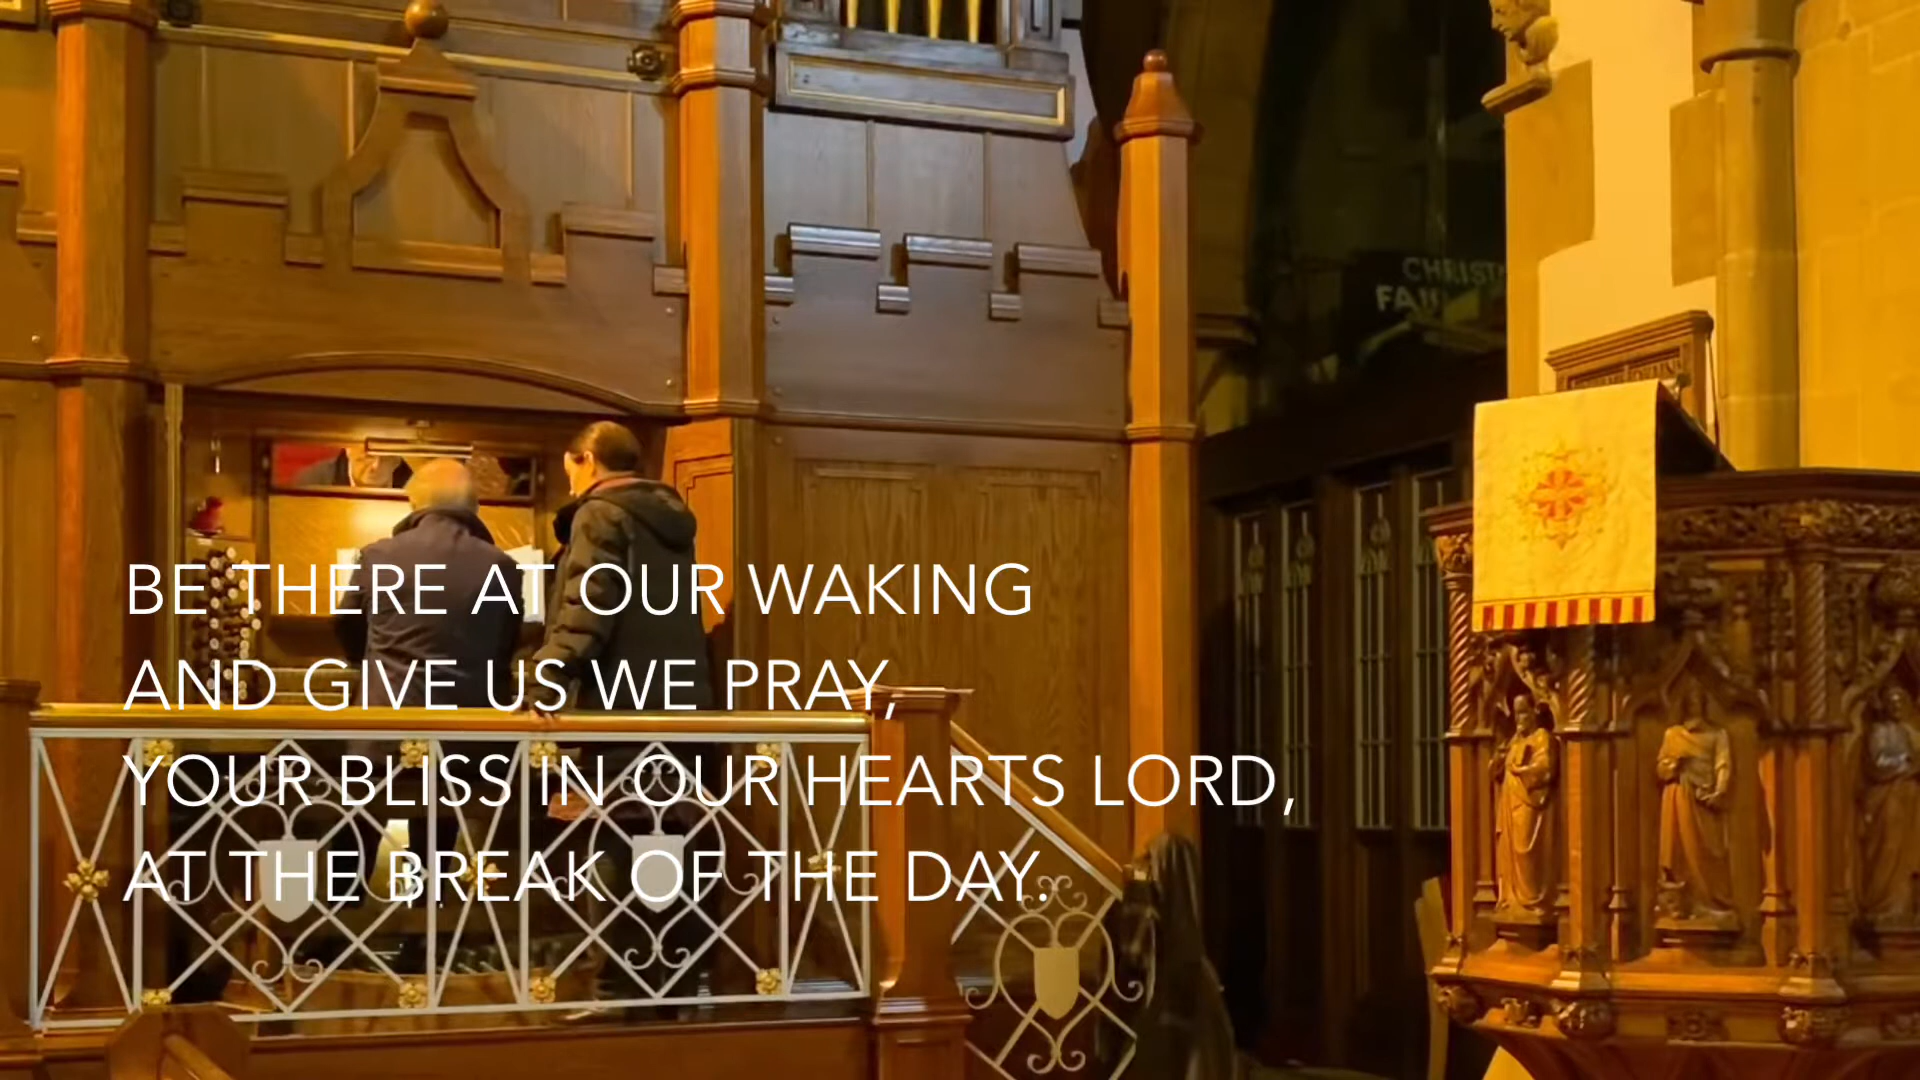 CHRIST
BE THERE AT OUR WAKING
AND GIVE US WE PRAY,
YOUR BLISS IN OUR HEARTS LORD,
AT THE BREAK OF THE DAY.